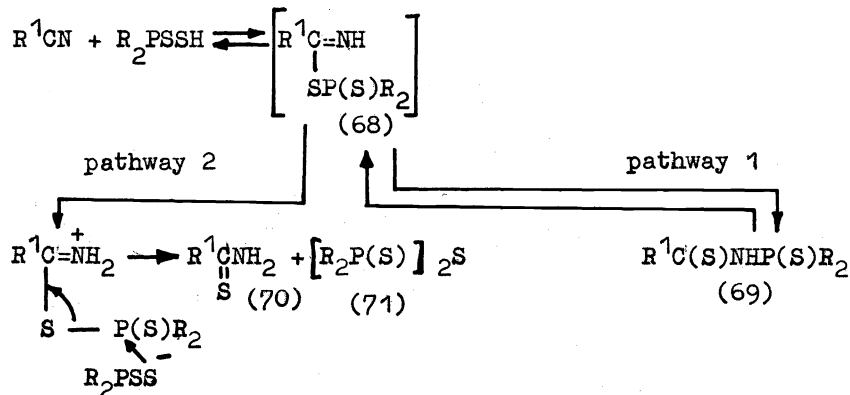 R¹CN + R₂PSSH ⇌ [R¹C=NH
SP(S)R₂]
(68)
pathway 2
pathway 1
R¹C=⁺NH₂ → R¹CNH₂ + [R₂P(S)]₂S
R¹C(S)NHP(S)R₂
S
(70)
(71)
(69)
S — P(S)R₂
R₂PSS⁻